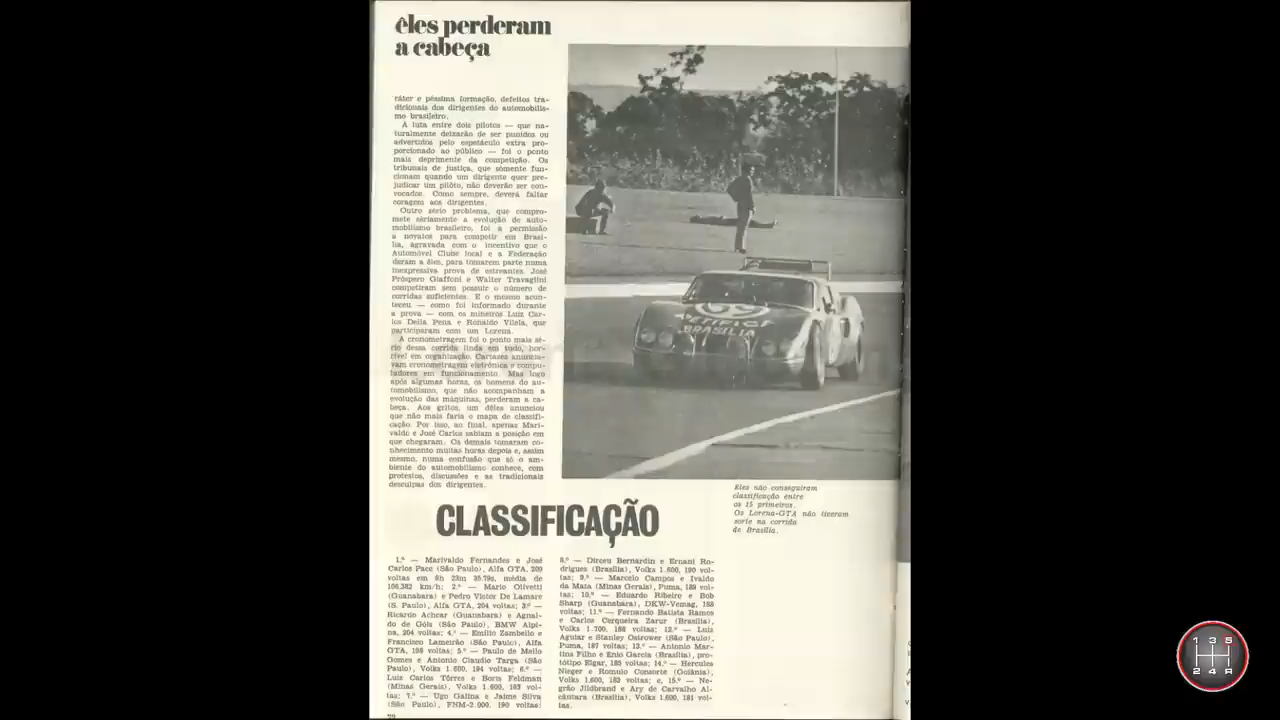 êles perderam
a cabeça
ráter e péssima formação, defeitos tra-
dicionais dos dirigentes do automobilis-
mo brasileiro.
A luta entre dois pilotos — que na-
turalmente deixarão de ser punidos ou
advertidos pelo espetáculo extra pro-
porcionado ao público — foi o ponto
mais deprimente da competição. Os
tribunais de justiça, que sòmente fun-
cionam quando um dirigente quer pre-
judicar um pilôto, não deverão ser con-
vocados. Como sempre, deverá faltar
coragem aos dirigentes.
Outro sério problema, que compro-
mete sèriamente a evolução de auto-
mobilismo brasileiro, foi a permissão
a novatos para competir em Brasí-
lia, agravada com o incentivo que o
Automóvel Clube local e a Federação
deram a êles, para tomarem parte numa
inexpressiva prova de estreantes. José
Próspero Giaffoni e Walter Travaglini
competiram sem possuir o número de
corridas suficientes. E o mesmo acon-
teceu — como foi informado durante
a prova — com os mineiros Luiz Car-
los Della Pena e Ronaldo Vilela, que
participaram com um Lorena.
A cronometragem foi o ponto mais sé-
rio dessa corrida linda em tudo, hor-
rível em organização. Cartazes anuncia-
vam cronometragem eletrônica e compu-
tadores em funcionamento. Mas logo
após algumas horas, os homens do au-
tomobilismo, que não acompanham a
evolução das máquinas, perderam a ca-
beça. Aos gritos, um dêles anunciou
que não mais faria o mapa de classifi-
cação. Por isso, ao final, apenas Mari-
valdo e José Carlos sabiam a posição em
que chegaram. Os demais tomaram co-
nhecimento muitas horas depois e, assim
mesmo, numa confusão que só o am-
biente do automobilismo conhece, com
protestos, discussões e as tradicionais
desculpas dos dirigentes.
BRASILIA
Eles não conseguiram
classificação entre
os 15 primeiros.
Os Lorena-GTA não tiveram
sorte na corrida
de Brasília.
CLASSIFICAÇÃO
1.º — Marivaldo Fernandes e José
Carlos Pace (São Paulo), Alfa GTA, 209
voltas em 8h 23m 35.79s, média de
106,382 km/h; 2.º — Mario Olivetti
(Guanabara) e Pedro Victor De Lamare
(S. Paulo), Alfa GTA, 204 voltas; 3.º —
Ricardo Achcar (Guanabara) e Agnal-
do de Góis (São Paulo), BMW Alpi-
na, 204 voltas; 4.º — Emilio Zambello e
Francisco Lameirão (São Paulo), Alfa
GTA, 198 voltas; 5.º — Paulo de Mello
Gomes e Antonio Claudio Targa (São
Paulo), Volks 1.600, 194 voltas; 6.º —
Luiz Carlos Tôrres e Boris Feldman
(Minas Gerais), Volks 1.600, 193 vol-
tas; 7.º — Ugo Galina e Jaime Silva
(São Paulo), FNM-2.000, 190 voltas;
8.º — Dirceu Bernardin e Ernani Ro-
drigues (Brasília), Volks 1.600, 190 vol-
tas; 9.º — Marcelo Campos e Ivaldo
da Mata (Minas Gerais), Puma, 189 vol-
tas; 10.º — Eduardo Ribeiro e Bob
Sharp (Guanabara), DKW-Vemag, 188
voltas; 11.º — Fernando Batista Ramos
e Carlos Cerqueira Zarur (Brasília),
Volks 1.700, 188 voltas; 12.º — Luis
Aguiar e Stanley Ostrower (São Paulo),
Puma, 187 voltas; 13.º — Antonio Mar-
tins Filho e Enio Garcia (Brasília), pro-
tótipo Elgar, 185 voltas; 14.º — Hercules
Nieger e Romulo Consorte (Goiânia),
Volks 1.600, 182 voltas; e, 15.º — Ne-
grão Jildbrand e Ary de Carvalho Al-
cântara (Brasília), Volks 1.600, 181 vol-
tas.
1 3 5
2 4 R